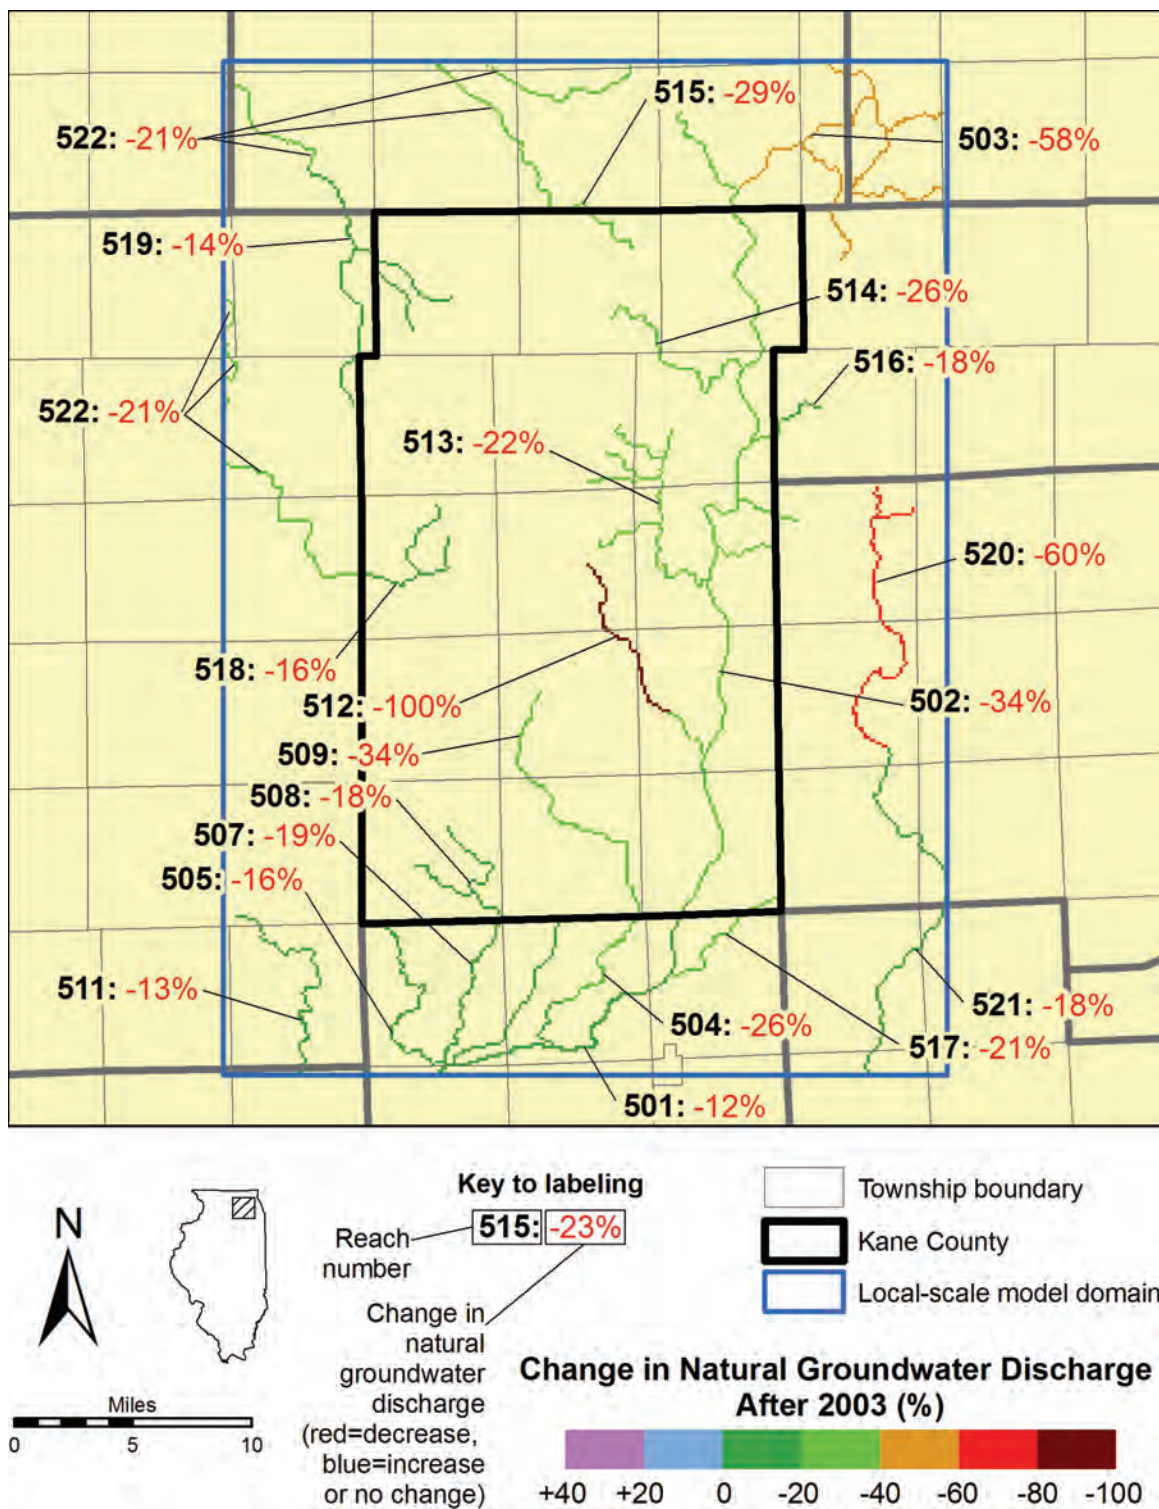 515: -29%
522: -21%
503: -58%
519: -14%
514: -26%
516: -18%
522: -21%
513: -22%
520: -60%
518: -16%
512: -100%
502: -34%
509: -34%
508: -18%
507: -19%
505: -16%
511: -13%
521: -18%
504: -26%
517: -21%
501: -12%
N
Miles
0 5 10
Key to labeling
515: -23%
Reach
number
Change in
natural
groundwater
discharge
(red=decrease,
blue=increase
or no change)
Township boundary
Kane County
Local-scale model domain
Change in Natural Groundwater Discharge
After 2003 (%)
+40 +20 0 -20 -40 -60 -80 -100